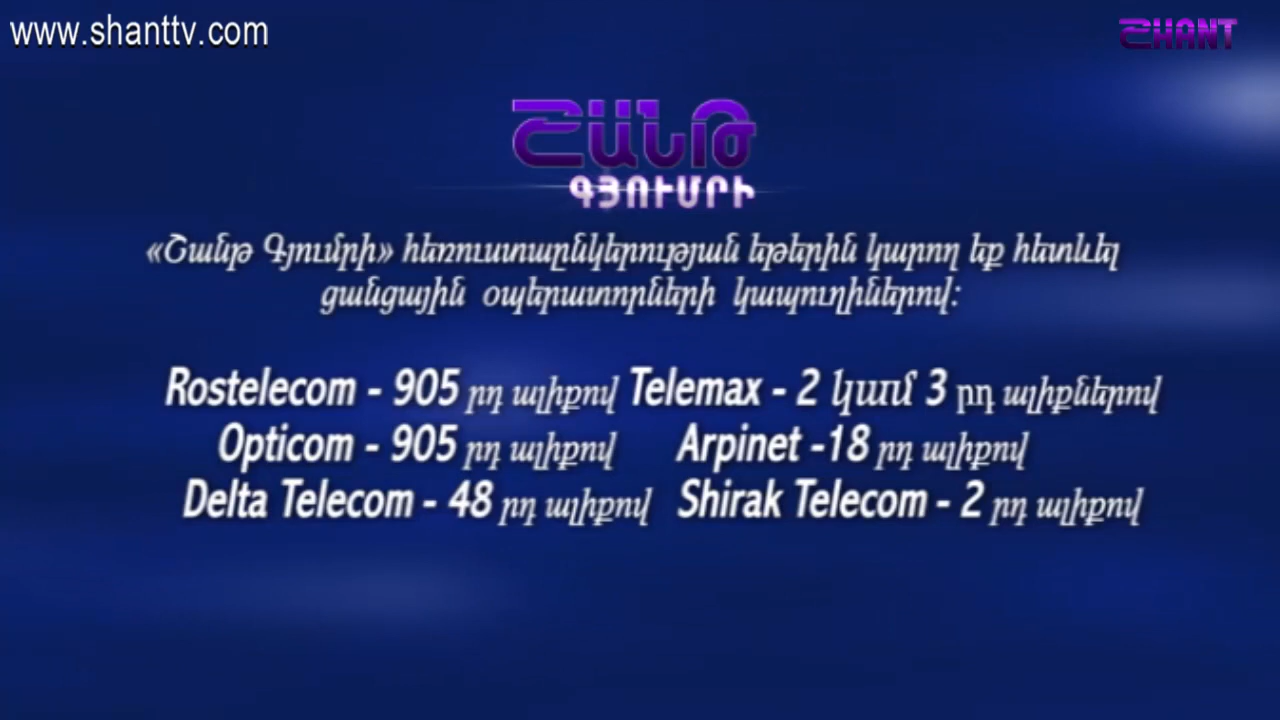 www.shanttv.com
SHANT
ՇԱՆԹ
ԳՅՈՒՄՐԻ
«Շանթ Գյումրի» հեռուստաընկերության եթերին կարող եք հետևել
ցանցային օպերատորների կապուղիներով:
Rostelecom - 905 րդ ալիքով Telemax - 2 կամ 3 րդ ալիքներով
Opticom - 905 րդ ալիքով Arpinet -18 րդ ալիքով
Delta Telecom - 48 րդ ալիքով Shirak Telecom - 2 րդ ալիքով